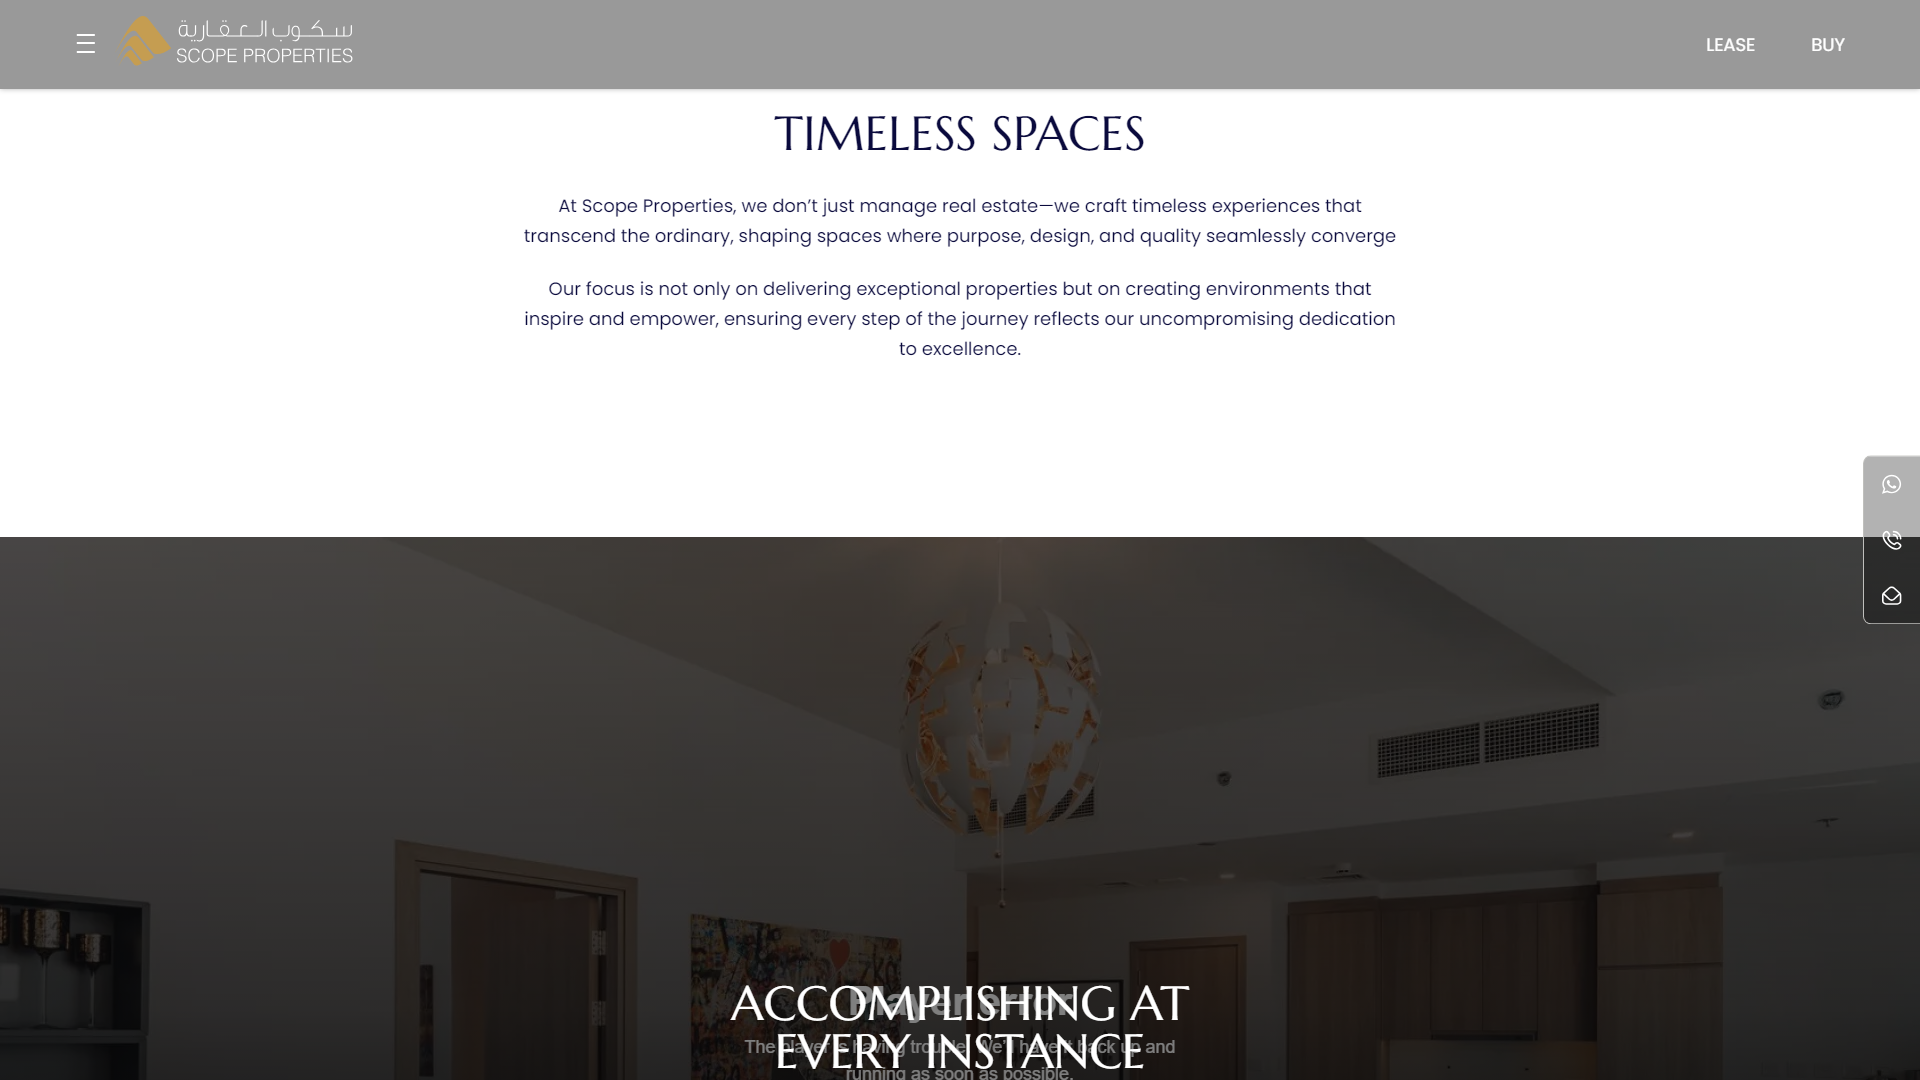 سكوب العقارية
SCOPE PROPERTIES
LEASE
BUY
TIMELESS SPACES
At Scope Properties, we don’t just manage real estate—we craft timeless experiences that
transcend the ordinary, shaping spaces where purpose, design, and quality seamlessly converge
Our focus is not only on delivering exceptional properties but on creating environments that
inspire and empower, ensuring every step of the journey reflects our uncompromising dedication
to excellence.
Player error
ACCOMPLISHING AT
The player is having trouble. We’ll have it back up and
EVERY INSTANCE
running as soon as possible.